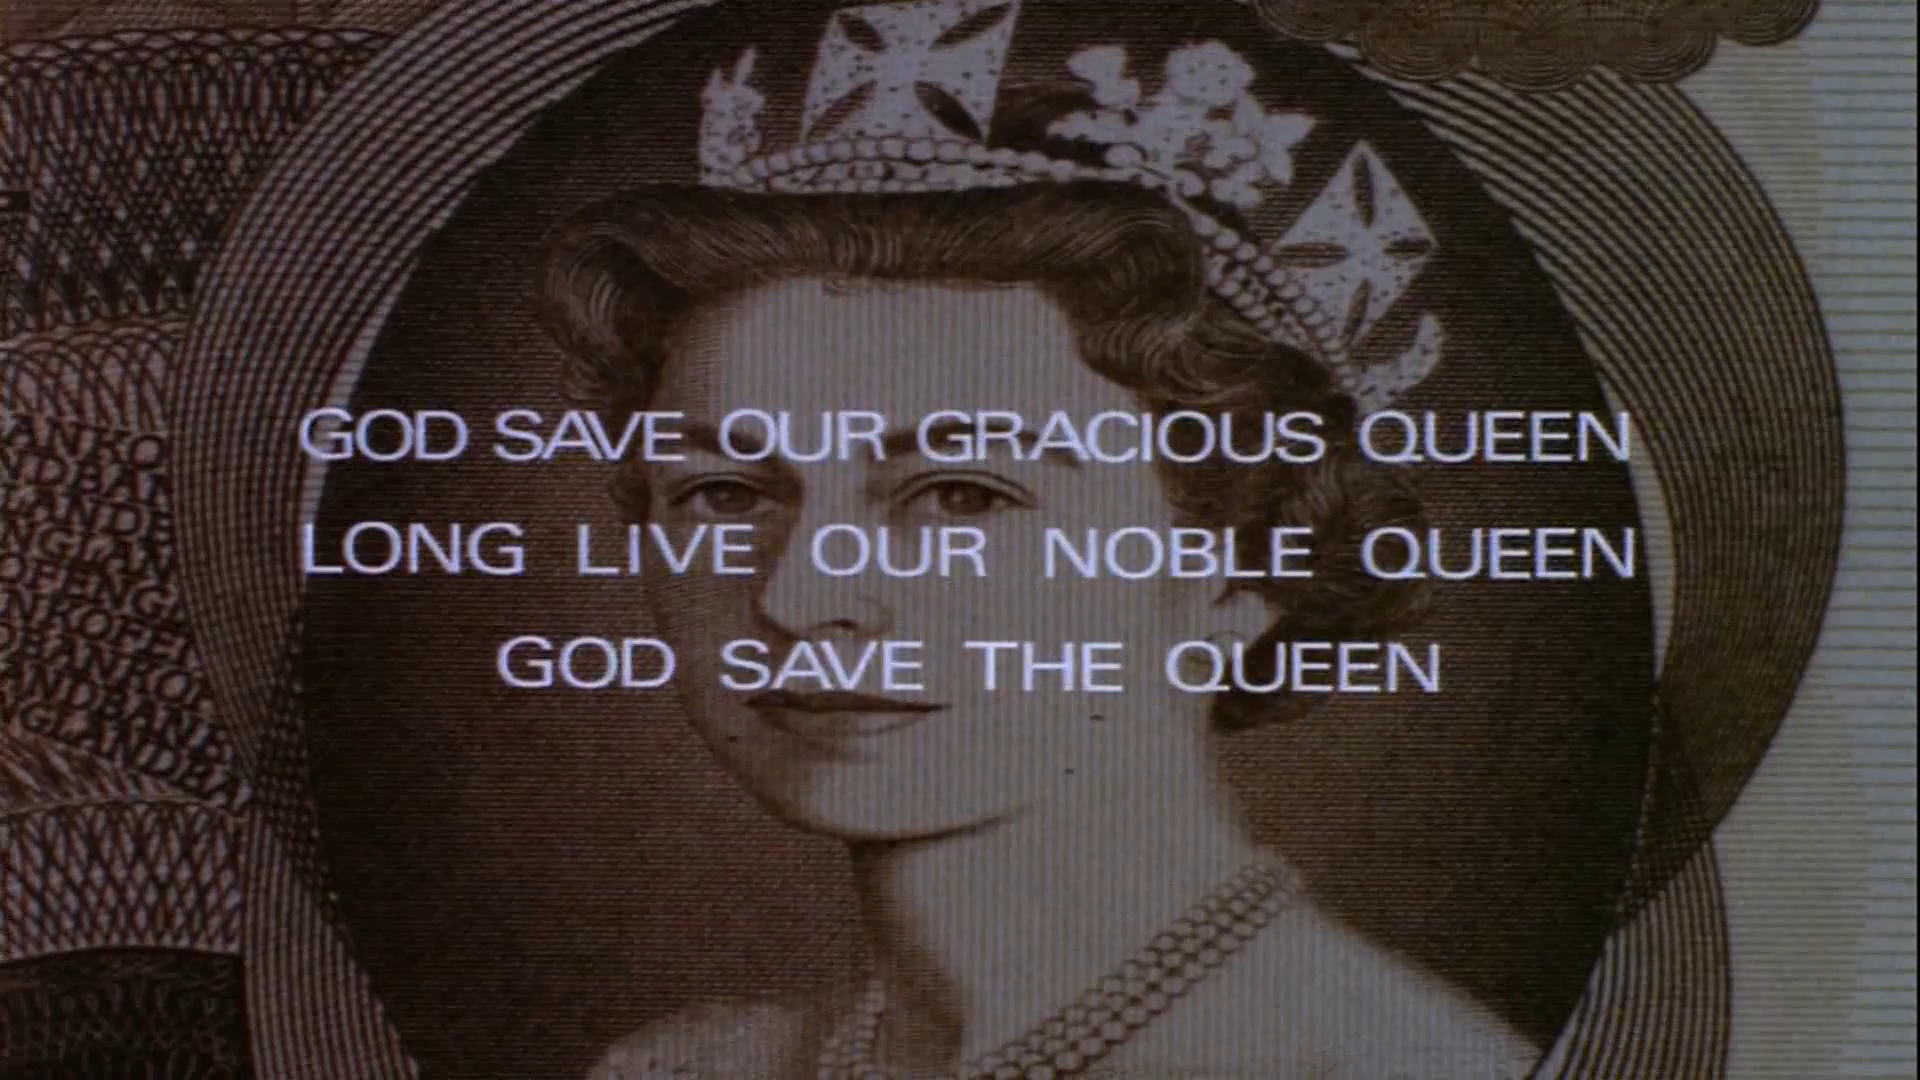 GOD SAVE OUR GRACIOUS QUEEN
LONG LIVE OUR NOBLE QUEEN
GOD SAVE THE QUEEN